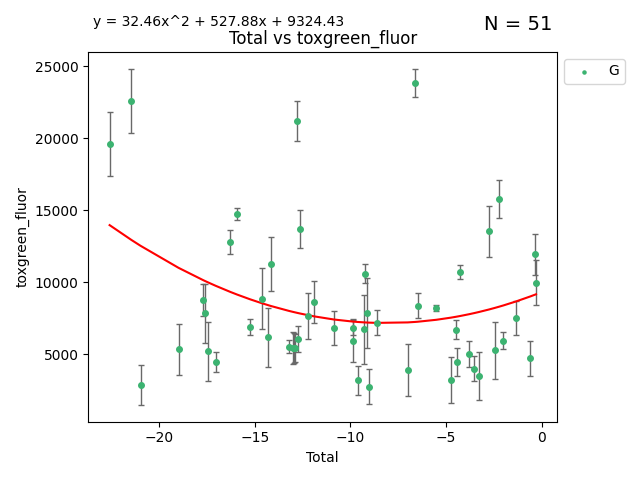 y = 32.46x^2 + 527.88x + 9324.43
N = 51
Total vs toxgreen_fluor
G
25000
20000
15000
10000
5000
toxgreen_fluor
−20
−15
−10
−5
0
Total